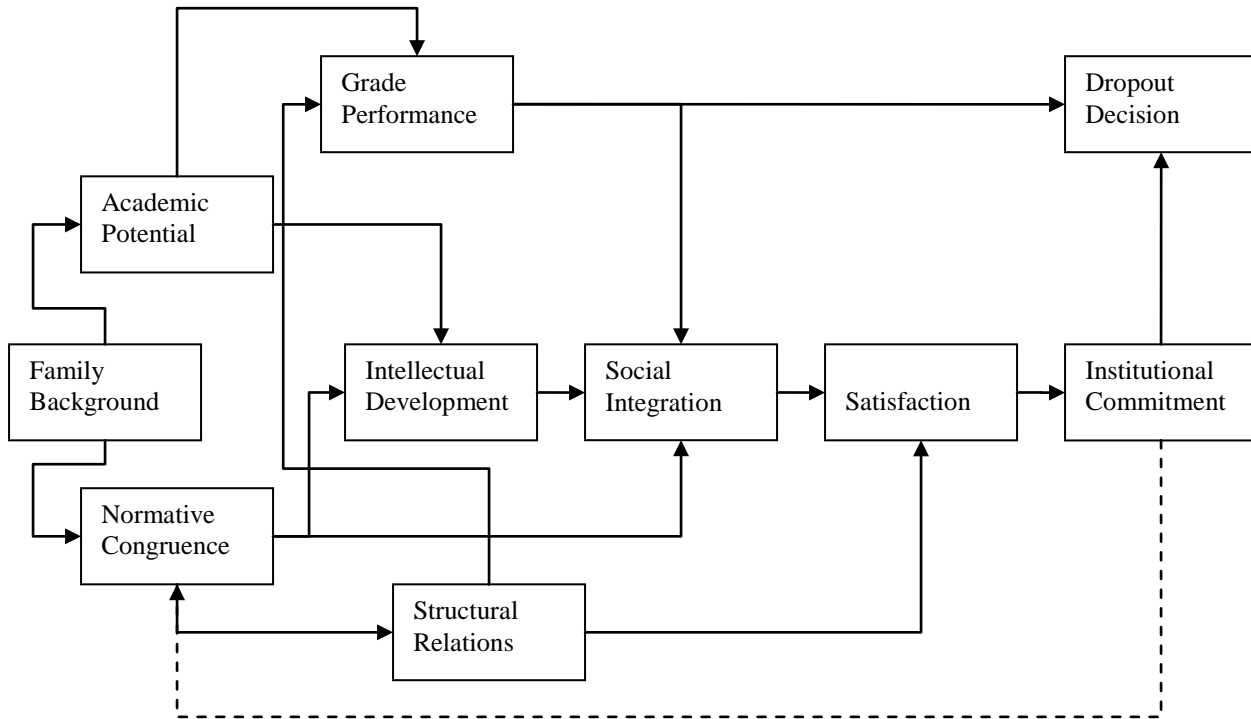 Grade
Performance
Dropout
Decision
Academic
Potential
Family
Background
Intellectual
Development
Social
Integration
Satisfaction
Institutional
Commitment
Normative
Congruence
Structural
Relations